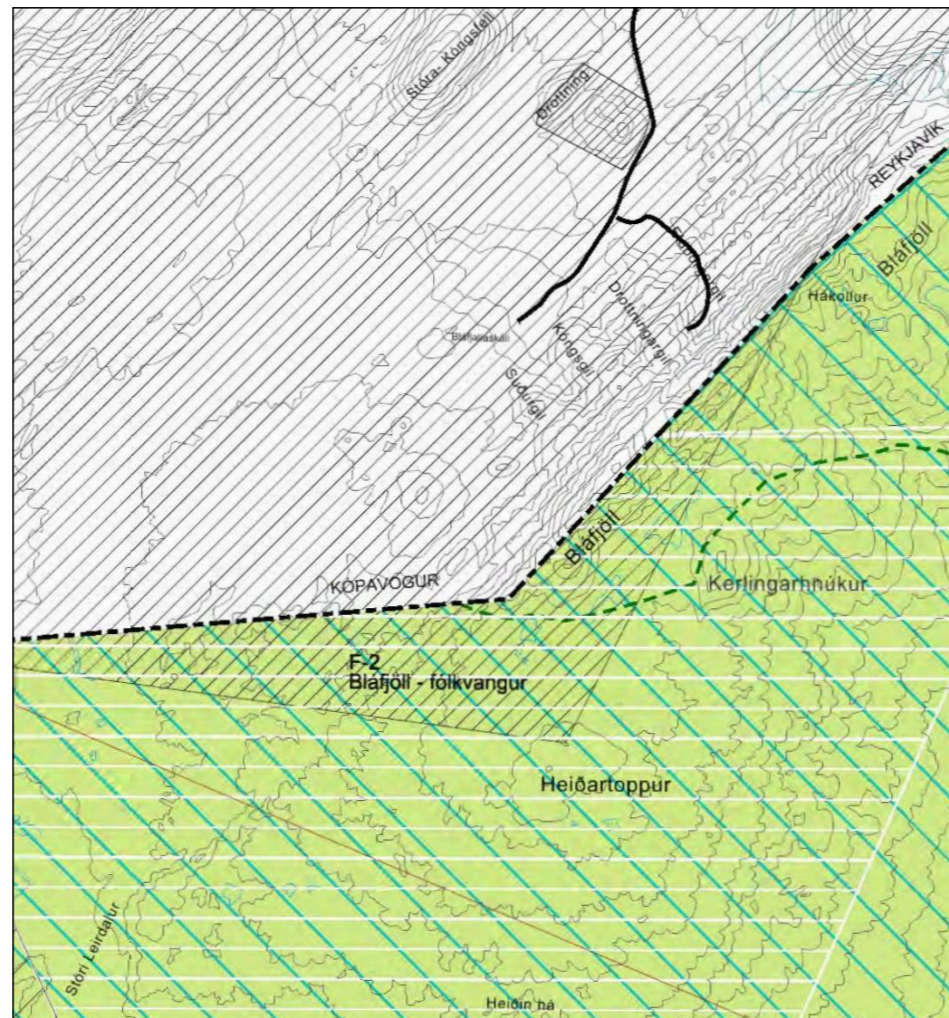 Stóra- Kóngsfell
Drottning
REYKJAVÍK
Bláfjöll
Hákollur
Drottningargil
Kóngsgil
Suðurgil
Bláfjallaskáli
Bláfjöll
KÓPAVOGUR
Kerlingarhnúkur
F-2
Bláfjöll - fólkvangur
Heiðartoppur
Stóri Leirdalur
Heiðin há